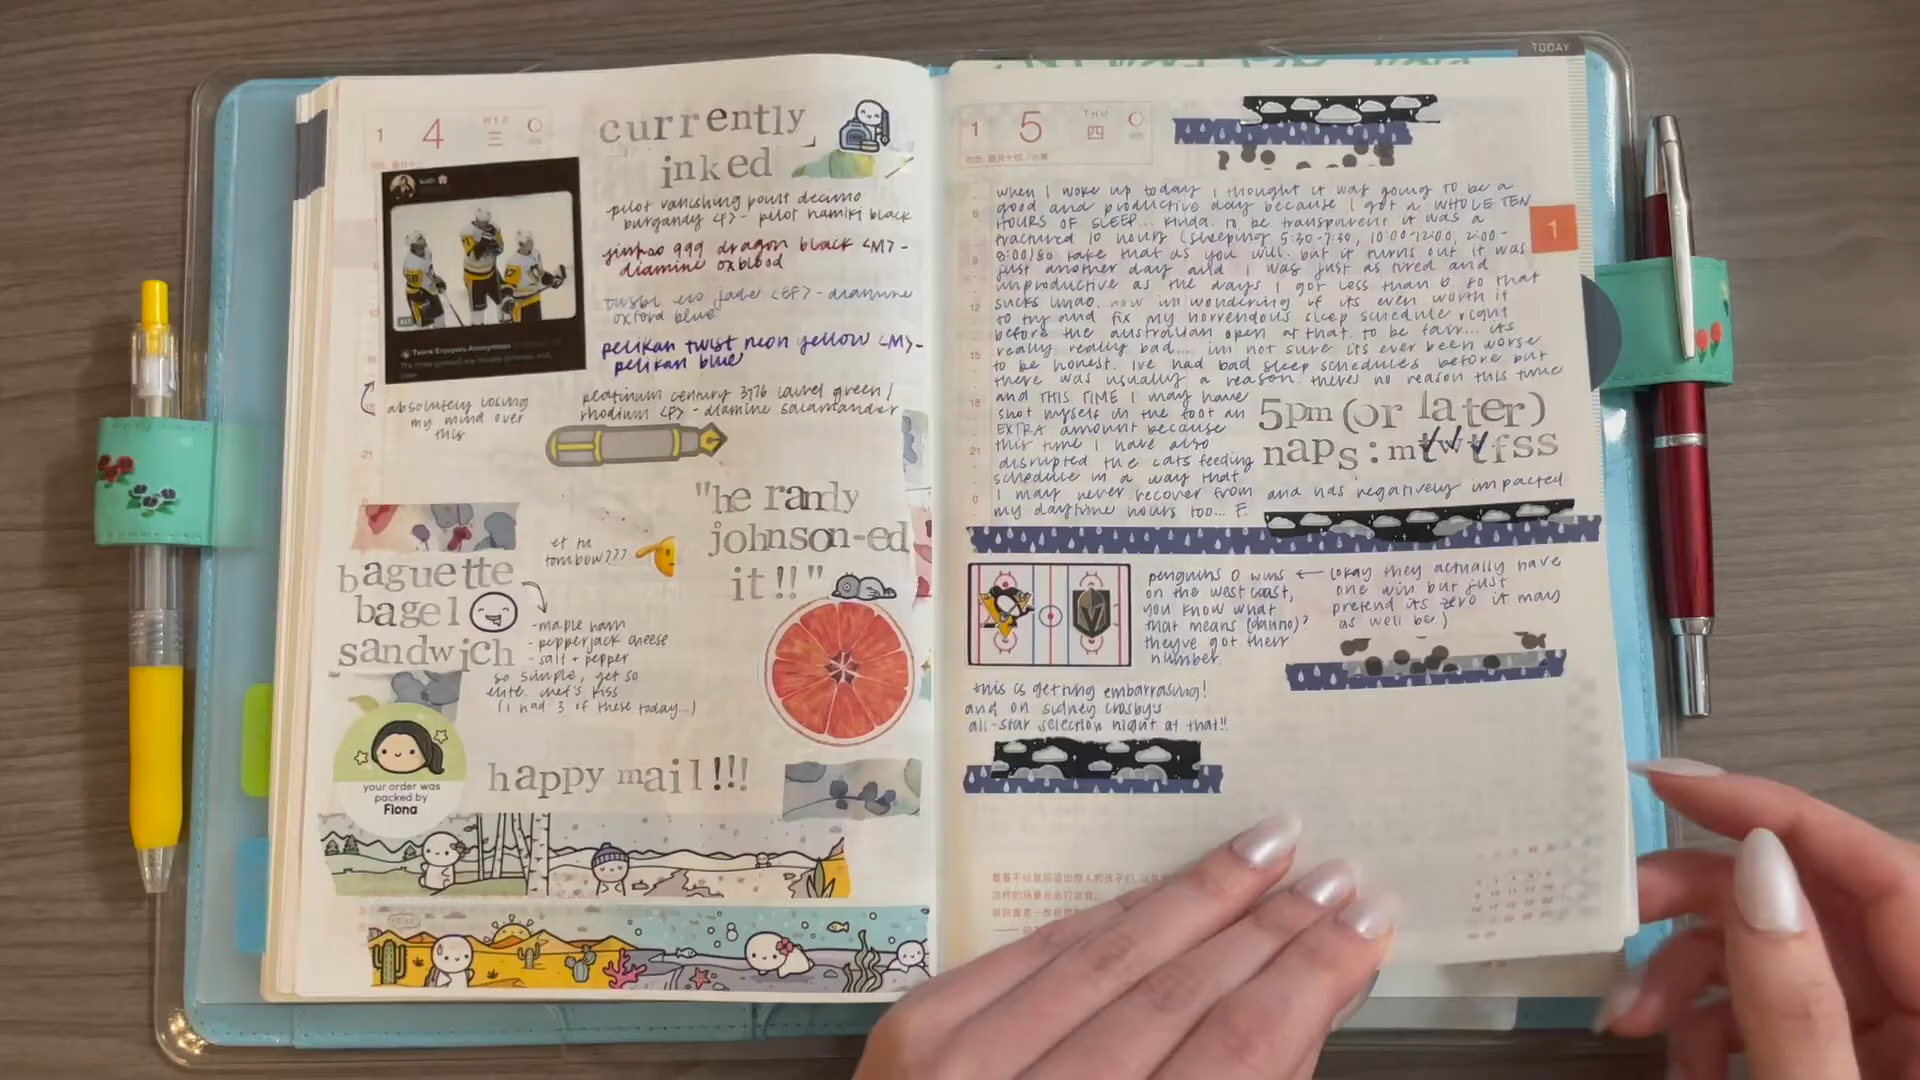 1 4 WED 三
currently
inked
pilot vanishing point decimo
burgandy <F> - pilot namiki black
jinhao 999 dragon black <M> -
diamine oxblood
twsbi eco jade <EF> - diamine
oxford blue
pelikan twist neon yellow <M> -
pelikan blue
platinum century 3776 laurel green /
rhodium <F> - diamine salamander
kath
ALT
Twink Enjoyers Anonymous
absolutely losing
my mind over
this
"he randy
johnson-ed
it!!"
et tu
tombow???
baguette
bagel
sandwich
- maple ham
- pepperjack cheese
- salt + pepper
so simple, yet so
elite. chef's kiss
(i had 3 of these today...)
your order was
packed by
Fiona
happy mail!!!
TODAY
1 5 THU 四
when I woke up today I thought it was going to be a
good and productive day because I got a WHOLE TEN
HOURS OF SLEEP... kinda. to be transparent it was a
fractured 10 hours (sleeping 5:30-7:30, 10:00-12:00, 2:00-
8:00) so take that as you will. but it turns out it was
just another day and I was just as tired and
unproductive as the days I got less than 6. so that
sucks lmao. now im wondering if its even worth it
to try and fix my horrendous sleep schedule right
before the australian open at that. to be fair... its
really really bad... im not sure its ever been worse
to be honest. ive had bad sleep schedules before but
there was usually a reason. theres no reason this time
and THIS TIME I may have
shot myself in the foot an
EXTRA amount because
this time I have also
disrupted the cats feeding
schedule in a way that
I may never recover from
my daytime hours too... F.
5pm (or later)
naps: mtwtfss
and has negatively impacted
1
penguins 0 wins
on the west coast,
you know what
that means (danno)?
theyve got their
number.
(okay they actually have
one win but just
pretend its zero it may
as well be)
this is getting embarrasing!
and on sidney crosbys
all-star selection night at that!!